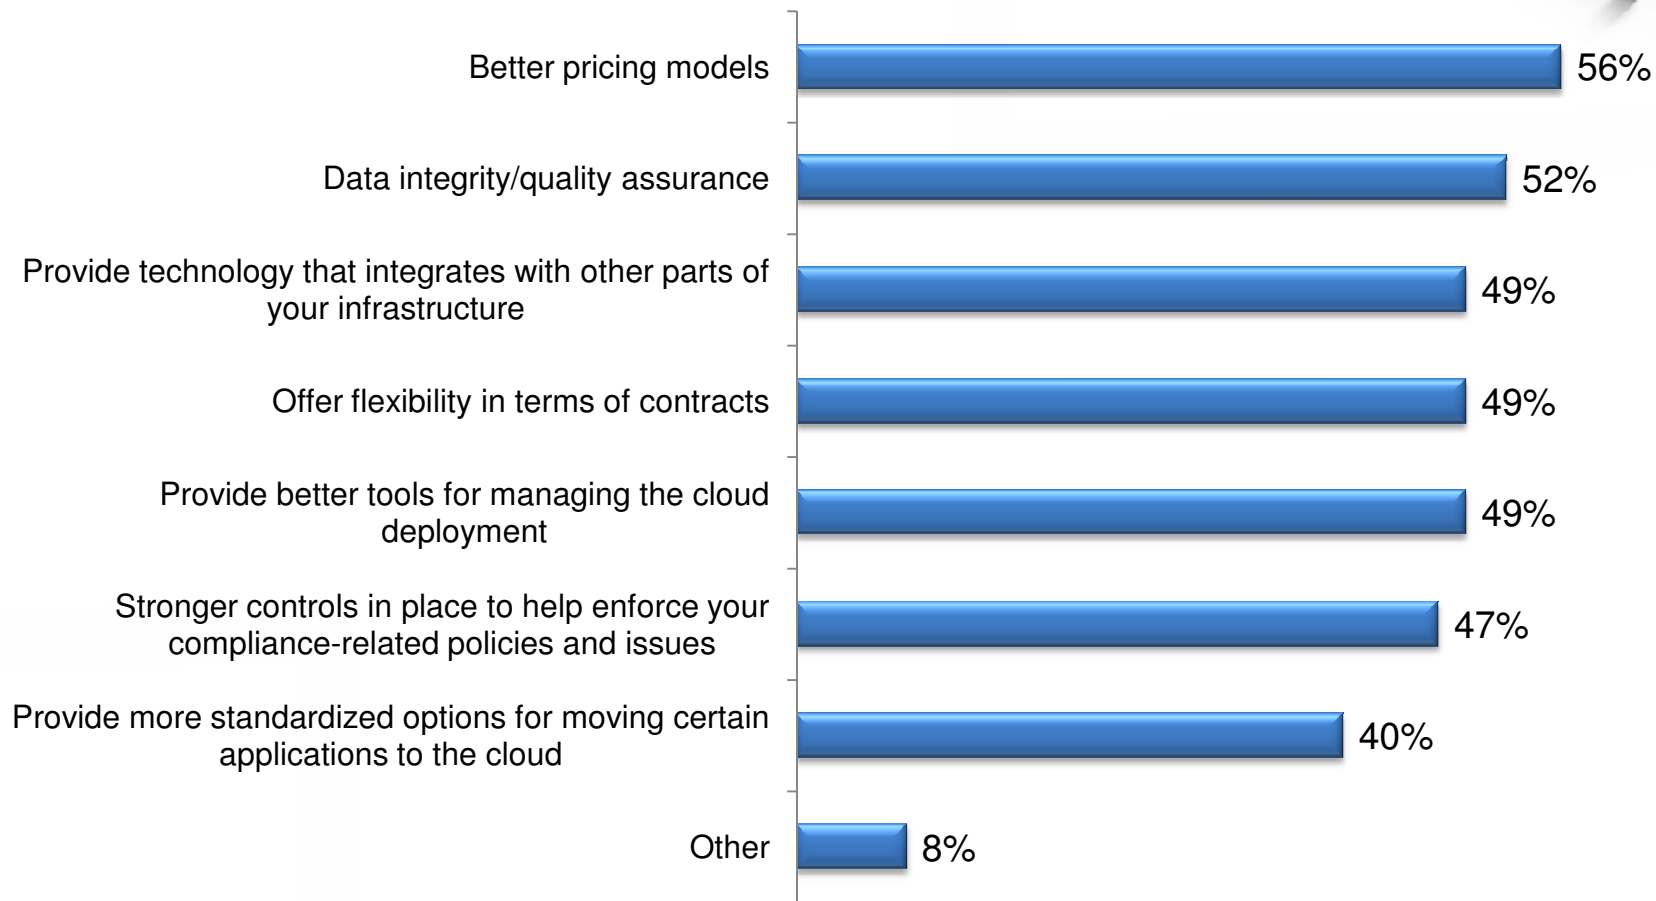 Better pricing models
56%
Data integrity/quality assurance
52%
Provide technology that integrates with other parts of
your infrastructure
49%
Offer flexibility in terms of contracts
49%
Provide better tools for managing the cloud
deployment
49%
Stronger controls in place to help enforce your
compliance-related policies and issues
47%
Provide more standardized options for moving certain
applications to the cloud
40%
Other
8%